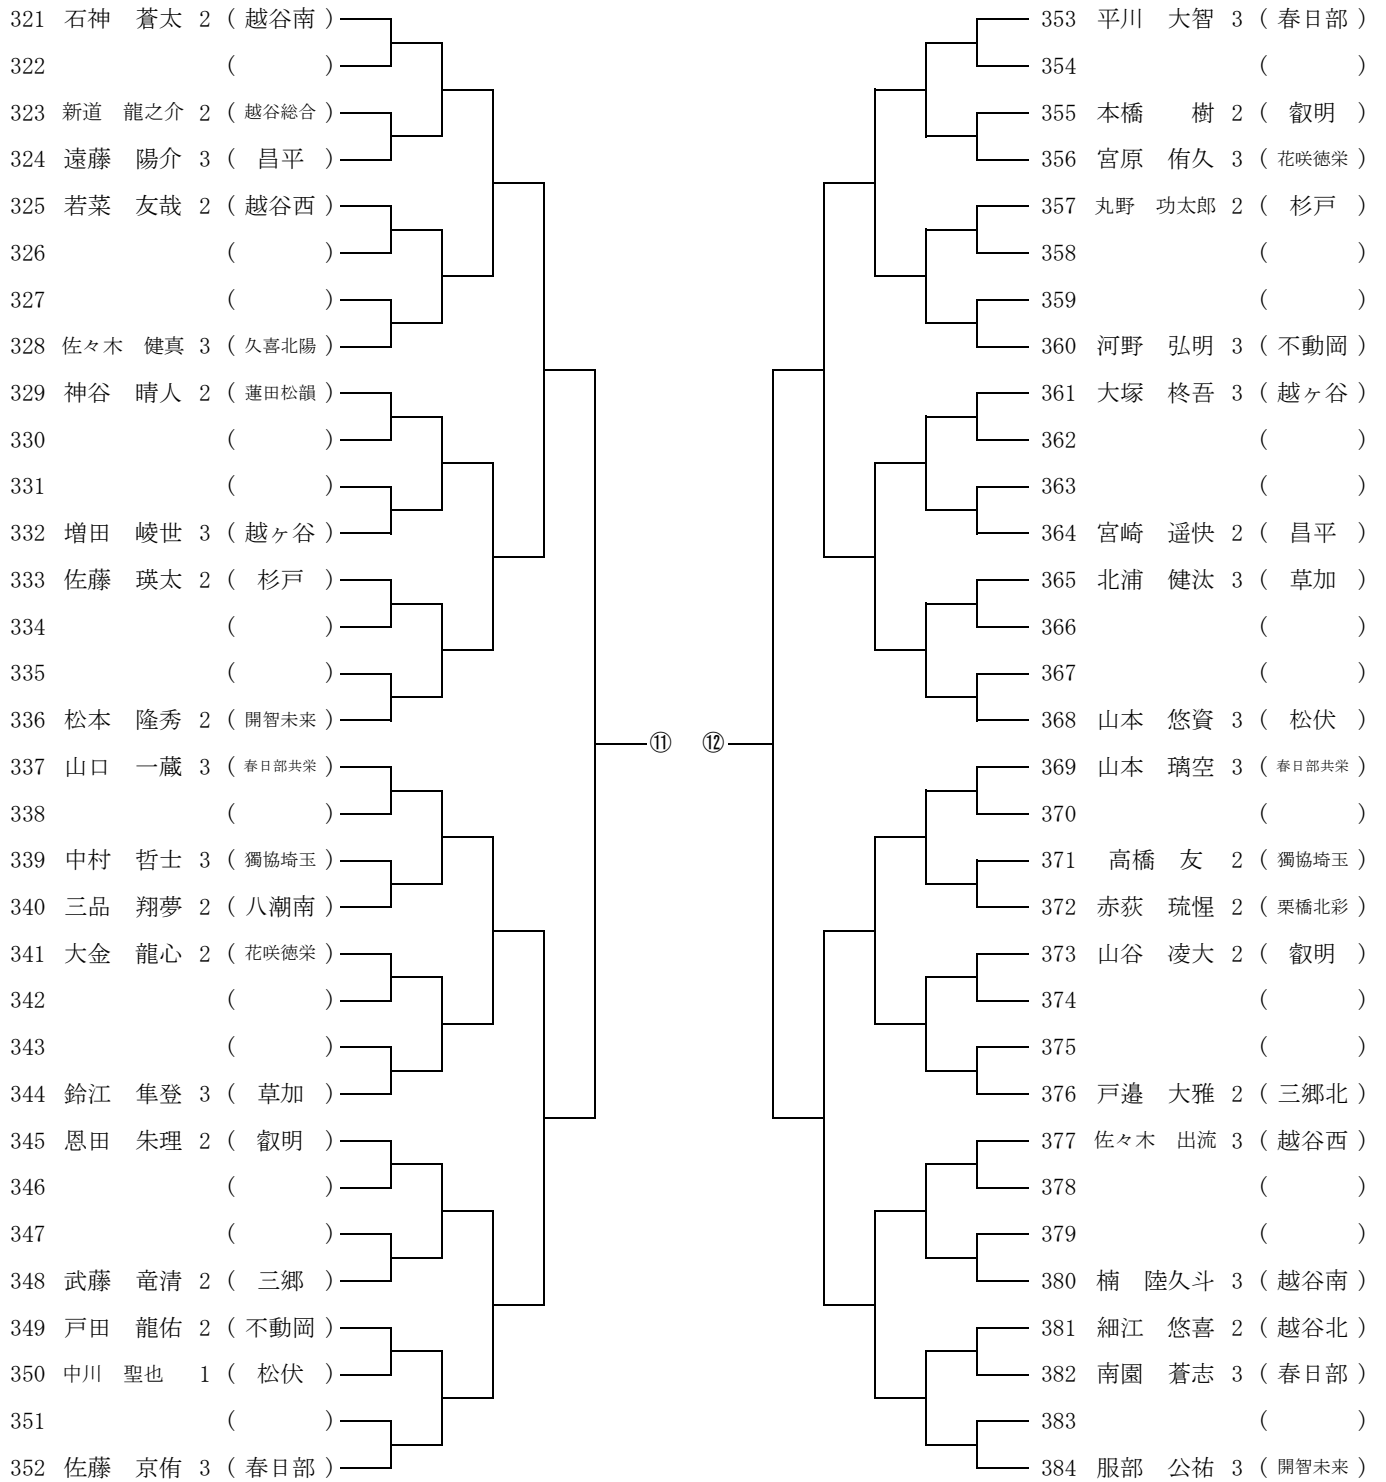 321 石神 蒼太 2 ( 越谷南 )
322 ( )
323 新道 龍之介 2 ( 越谷総合 )
324 遠藤 陽介 3 ( 昌平 )
325 若菜 友哉 2 ( 越谷西 )
326 ( )
327 ( )
328 佐々木 健真 3 ( 久喜北陽 )
329 神谷 晴人 2 ( 蓮田松韻 )
330 ( )
331 ( )
332 増田 崚世 3 ( 越ヶ谷 )
333 佐藤 瑛太 2 ( 杉戸 )
334 ( )
335 ( )
336 松本 隆秀 2 ( 開智未来 )
337 山口 一蔵 3 ( 春日部共栄 )
338 ( )
339 中村 哲士 3 ( 獨協埼玉 )
340 三品 翔夢 2 ( 八潮南 )
341 大金 龍心 2 ( 花咲徳栄 )
342 ( )
343 ( )
344 鈴江 隼登 3 ( 草加 )
345 恩田 朱理 2 ( 叡明 )
346 ( )
347 ( )
348 武藤 竜清 2 ( 三郷 )
349 戸田 龍佑 2 ( 不動岡 )
350 中川 聖也 1 ( 松伏 )
351 ( )
352 佐藤 京侑 3 ( 春日部 )
⑪ ⑫
353 平川 大智 3 ( 春日部 )
354 ( )
355 本橋 樹 2 ( 叡明 )
356 宮原 侑久 3 ( 花咲徳栄 )
357 丸野 功太郎 2 ( 杉戸 )
358 ( )
359 ( )
360 河野 弘明 3 ( 不動岡 )
361 大塚 柊吾 3 ( 越ヶ谷 )
362 ( )
363 ( )
364 宮崎 遥快 2 ( 昌平 )
365 北浦 健汰 3 ( 草加 )
366 ( )
367 ( )
368 山本 悠資 3 ( 松伏 )
369 山本 璃空 3 ( 春日部共栄 )
370 ( )
371 高橋 友 2 ( 獨協埼玉 )
372 赤荻 琉惺 2 ( 栗橋北彩 )
373 山谷 凌大 2 ( 叡明 )
374 ( )
375 ( )
376 戸邉 大雅 2 ( 三郷北 )
377 佐々木 出流 3 ( 越谷西 )
378 ( )
379 ( )
380 楠 陸久斗 3 ( 越谷南 )
381 細江 悠喜 2 ( 越谷北 )
382 南園 蒼志 3 ( 春日部 )
383 ( )
384 服部 公祐 3 ( 開智未来 )